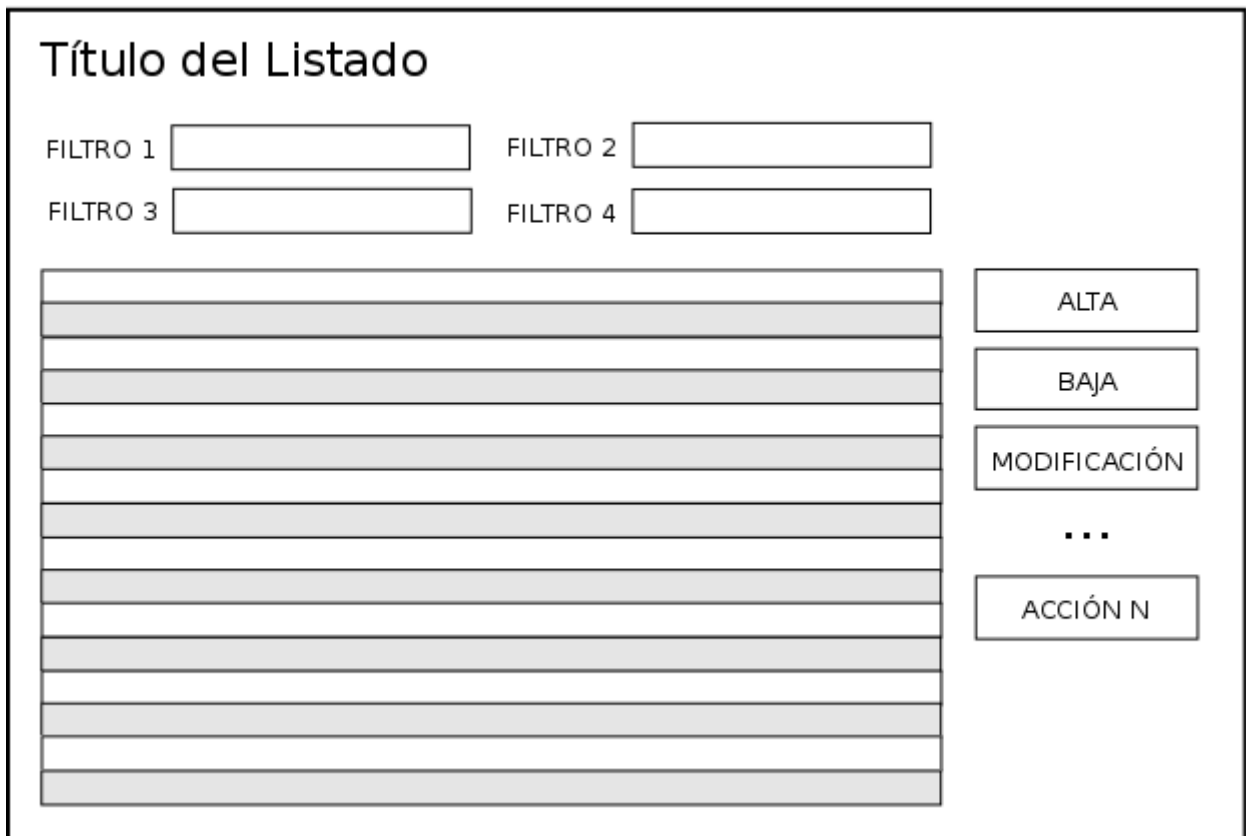 Título del Listado
FILTRO 1
FILTRO 2
FILTRO 3
FILTRO 4
ALTA
BAJA
MODIFICACIÓN
...
ACCIÓN N